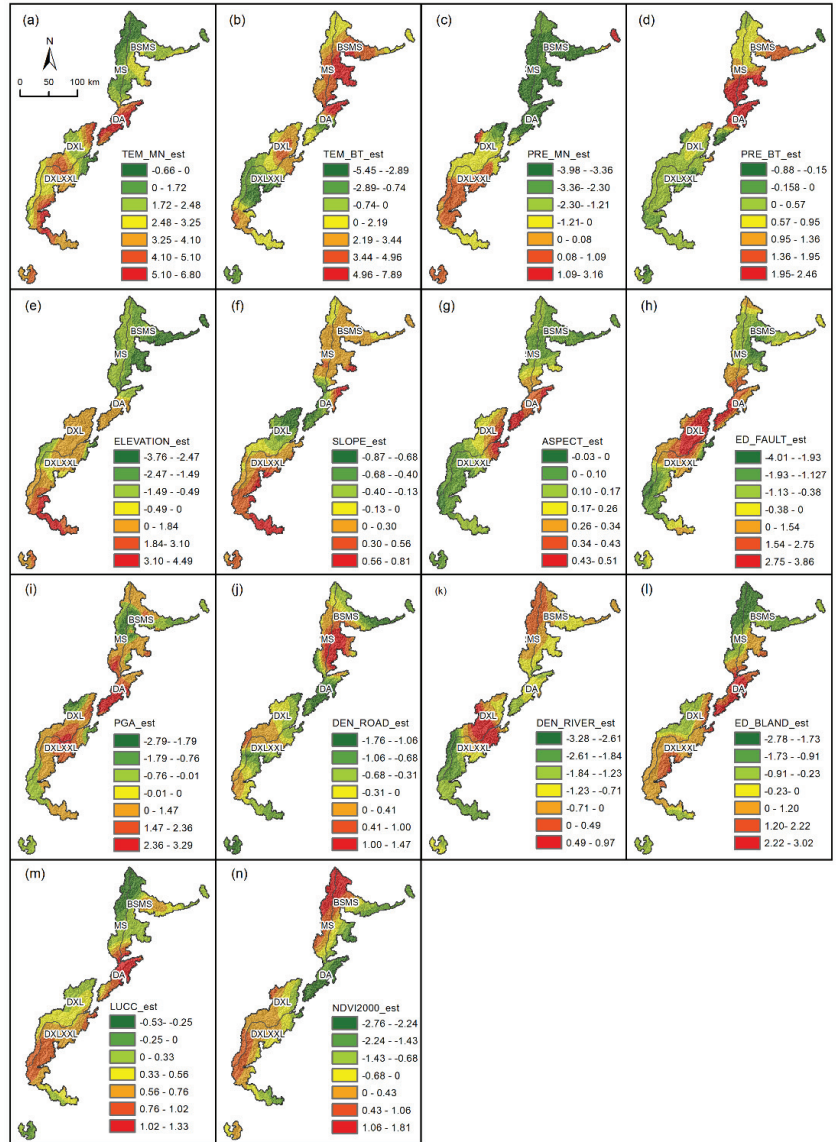 (a)
N
0 50 100 km
BSMS
MS
DA
DXL
DXLXXL
TEM_MN_est
-0.66 - 0
0 - 1.72
1.72 - 2.48
2.48 - 3.25
3.25 - 4.10
4.10 - 5.10
5.10 - 6.80
(b)
BSMS
MS
DA
DXL
DXLXXL
TEM_BT_est
-5.45 - -2.89
-2.89 - -0.74
-0.74 - 0
0 - 2.19
2.19 - 3.44
3.44 - 4.96
4.96 - 7.89
(c)
BSMS
MS
DA
DXL
DXLXXL
PRE_MN_est
-3.98 - -3.36
-3.36 - -2.30
-2.30 - -1.21
-1.21 - 0
0 - 0.08
0.08 - 1.09
1.09- 3.16
(d)
BSMS
MS
DA
DXL
DXLXXL
PRE_BT_est
-0.88 - -0.15
-0.158 - 0
0 - 0.57
0.57 - 0.95
0.95 - 1.36
1.36 - 1.95
1.95- 2.46
(e)
BSMS
MS
DA
DXL
DXLXXL
ELEVATION_est
-3.76 - -2.47
-2.47 - -1.49
-1.49 - -0.49
-0.49 - 0
0 - 1.84
1.84- 3.10
3.10 - 4.49
(f)
BSMS
MS
DA
DXL
DXLXXL
SLOPE_est
-0.87 - -0.68
-0.68 - -0.40
-0.40 - -0.13
-0.13 - 0
0 - 0.30
0.30 - 0.56
0.56 - 0.81
(g)
BSMS
MS
DA
DXL
DXLXXL
ASPECT_est
-0.03 - 0
0 - 0.10
0.10 - 0.17
0.17- 0.26
0.26 - 0.34
0.34 - 0.43
0.43- 0.51
(h)
BSMS
MS
DA
DXL
DXLXXL
ED_FAULT_est
-4.01 - -1.93
-1.93 - -1.127
-1.13 - -0.38
-0.38 - 0
0 - 1.54
1.54 - 2.75
2.75 - 3.86
(i)
BSMS
MS
DA
DXL
DXLXXL
PGA_est
-2.79- -1.79
-1.79 - -0.76
-0.76 - -0.01
-0.01 - 0
0 - 1.47
1.47 - 2.36
2.36 - 3.29
(j)
BSMS
MS
DA
DXL
DXLXXL
DEN_ROAD_est
-1.76 - -1.06
-1.06 - -0.68
-0.68 - -0.31
-0.31 - 0
0 - 0.41
0.41 - 1.00
1.00 - 1.47
(k)
BSMS
MS
DA
DXL
DXLXXL
DEN_RIVER_est
-3.28 - -2.61
-2.61 - -1.84
-1.84 - -1.23
-1.23 - -0.71
-0.71 - 0
0 - 0.49
0.49 - 0.97
(l)
BSMS
MS
DA
DXL
DXLXXL
ED_BLAND_est
-2.78 - -1.73
-1.73 - -0.91
-0.91 - -0.23
-0.23- 0
0 - 1.20
1.20- 2.22
2.22 - 3.02
(m)
BSMS
MS
DA
DXL
DXLXXL
LUCC_est
-0.53- -0.25
-0.25 - 0
0 - 0.33
0.33 - 0.56
0.56 - 0.76
0.76 - 1.02
1.02 - 1.33
(n)
BSMS
MS
DA
DXL
DXLXXL
NDVI2000_est
-2.76 - -2.24
-2.24 - -1.43
-1.43 - -0.68
-0.68 - 0
0 - 0.43
0.43 - 1.06
1.06 - 1.81